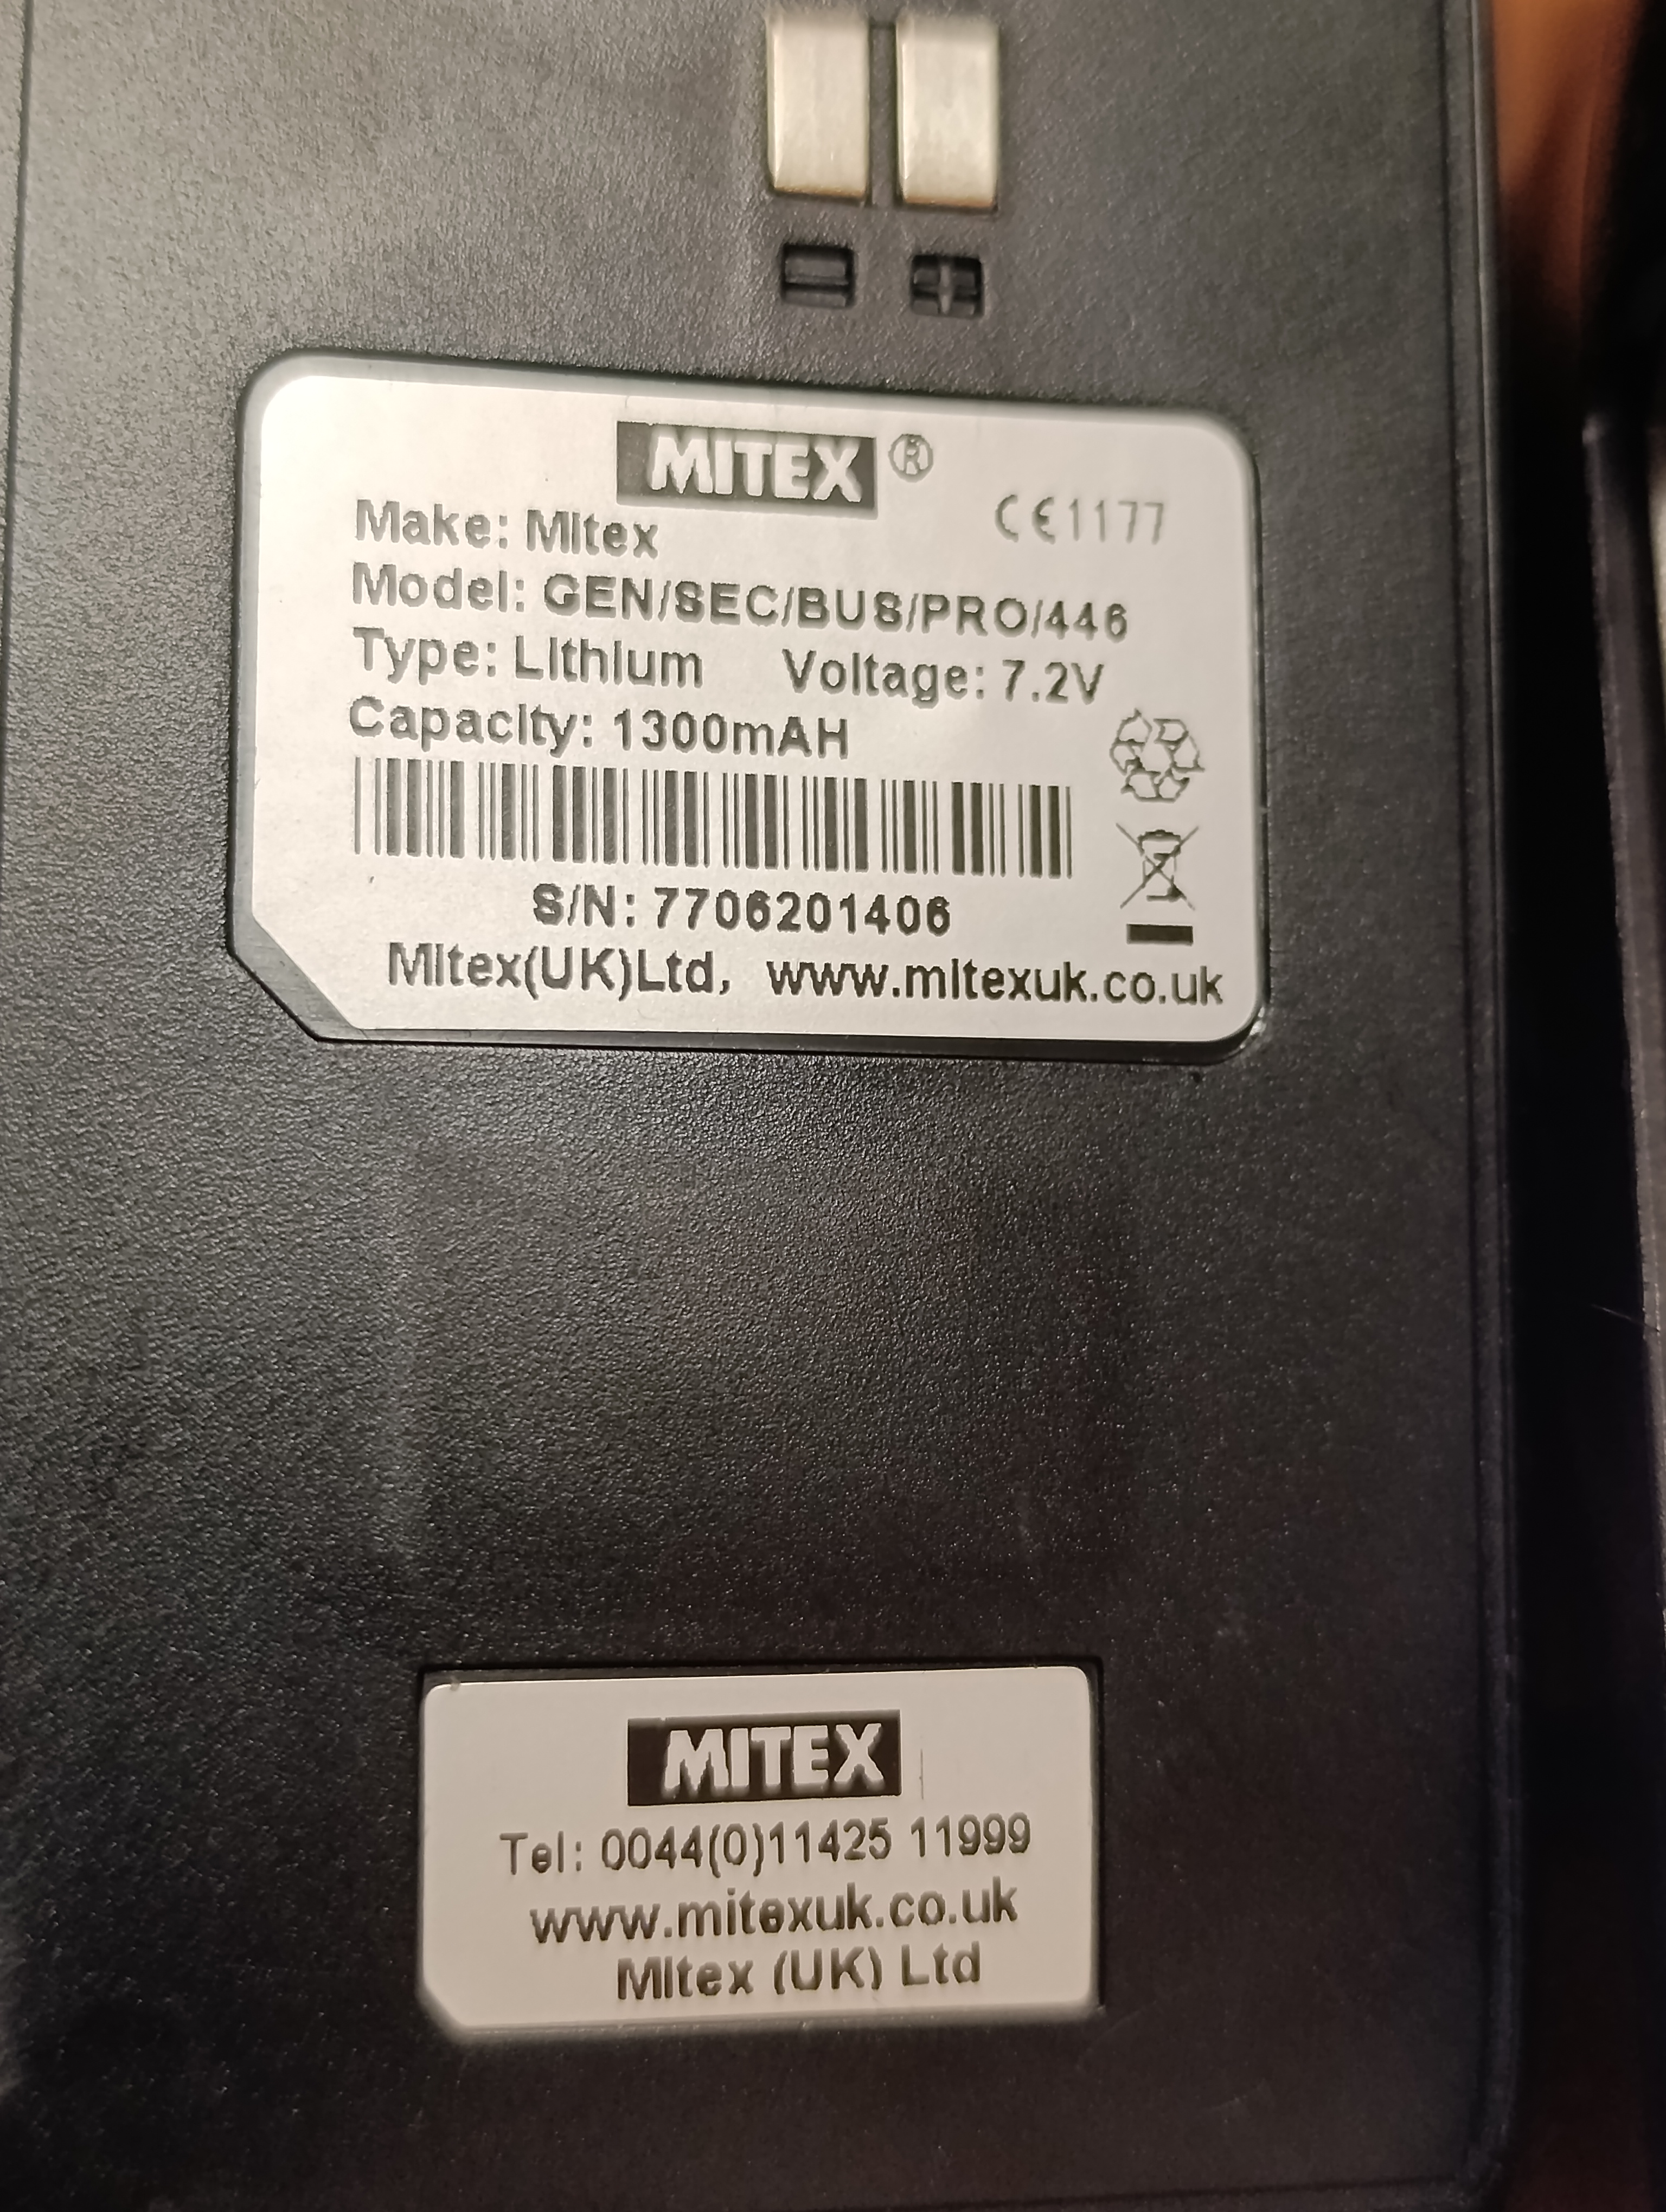 MITEX ®
CE1177
Make: Mitex
Model: GEN/SEC/BUS/PRO/446
Type: Lithium Voltage: 7.2V
Capacity: 1300mAH
S/N: 7706201406
Mitex(UK)Ltd, www.mitexuk.co.uk
MITEX
Tel: 0044(0)11425 11999
www.mitexuk.co.uk
Mitex (UK) Ltd